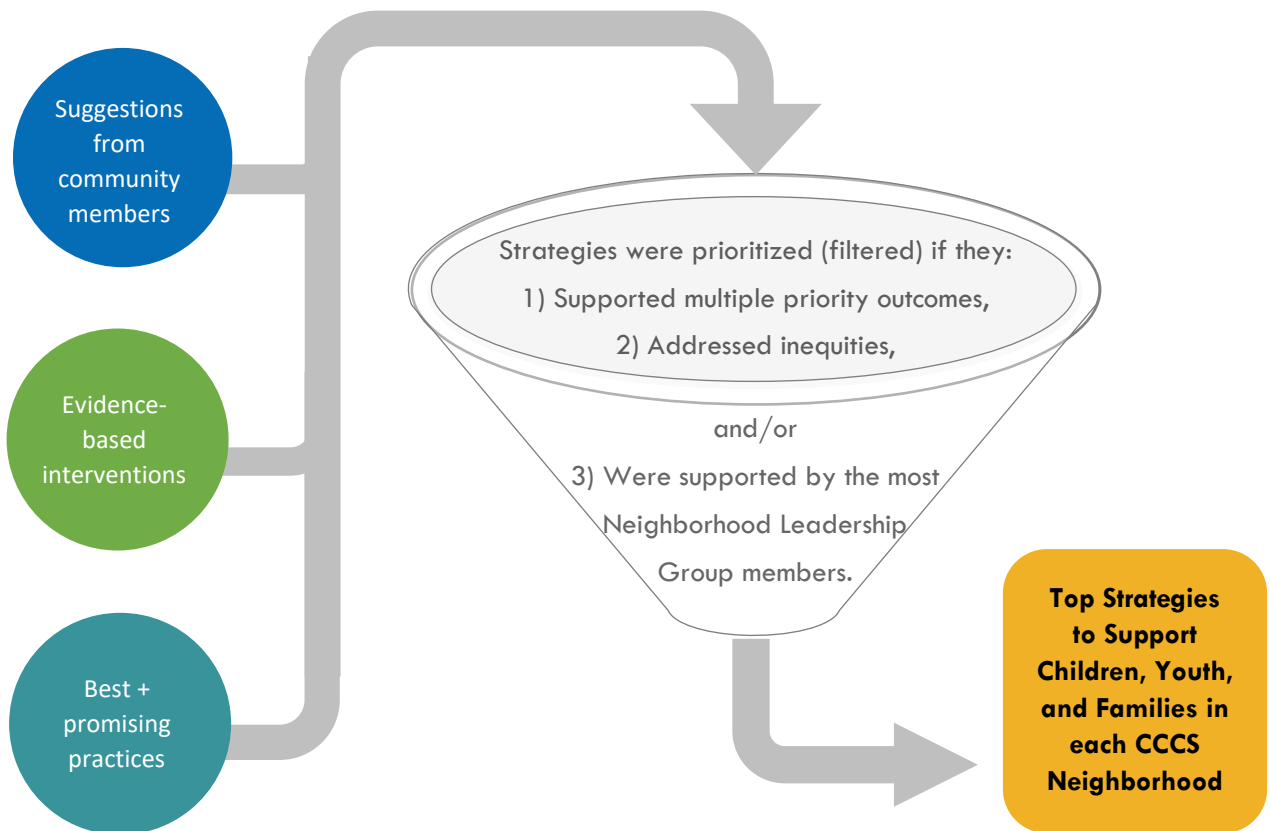 Suggestions
from
community
members
Evidence-
based
interventions
Best +
promising
practices
Strategies were prioritized (filtered) if they:
1) Supported multiple priority outcomes,
2) Addressed inequities,
and/or
3) Were supported by the most
Neighborhood Leadership
Group members.
Top Strategies
to Support
Children, Youth,
and Families in
each CCCS
Neighborhood